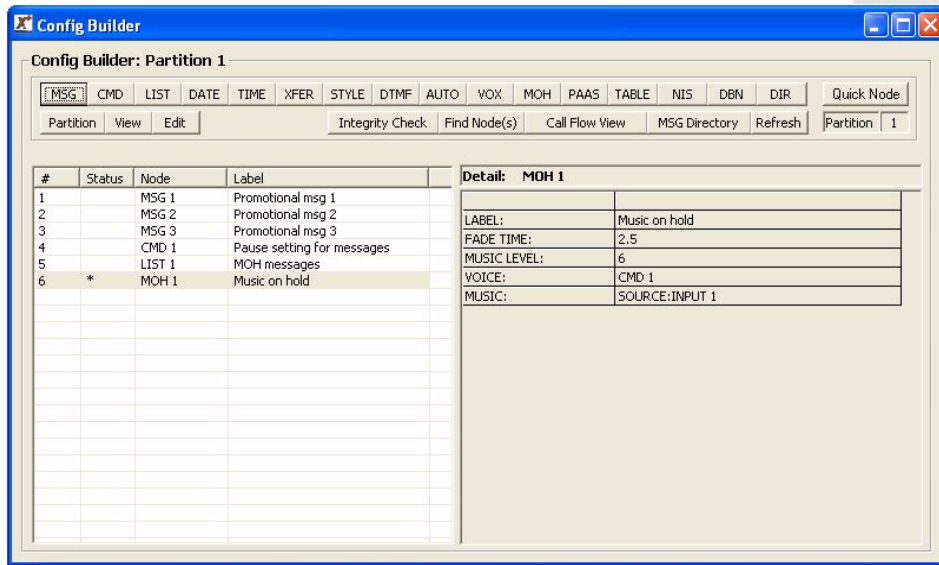 Config Builder
Config Builder: Partition 1
MSG CMD LIST DATE TIME XFER STYLE DTMF AUTO VOX MOH PAAS TABLE NIS DBN DIR Quick Node
Partition View Edit Integrity Check Find Node(s) Call Flow View MSG Directory Refresh Partition 1
# Status Node Label
1 MSG 1 Promotional msg 1
2 MSG 2 Promotional msg 2
3 MSG 3 Promotional msg 3
4 CMD 1 Pause setting for messages
5 LIST 1 MOH messages
6 * MOH 1 Music on hold
Detail: MOH 1
LABEL: Music on hold
FADE TIME: 2.5
MUSIC LEVEL: 6
VOICE: CMD 1
MUSIC: SOURCE:INPUT 1